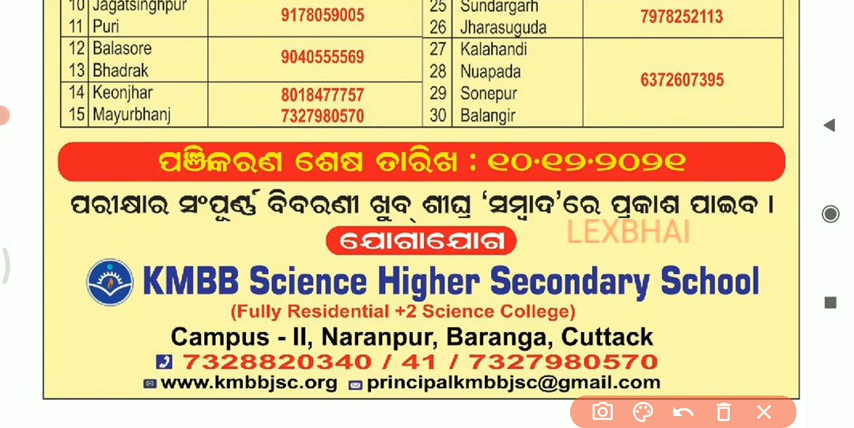 10 Jagatsinghpur 9178059005 25 Sundargarh 7978252113
11 Puri 26 Jharasuguda
12 Balasore 9040555569 27 Kalahandi 6372607395
13 Bhadrak 28 Nuapada
14 Keonjhar 8018477757 29 Sonepur
15 Mayurbhanj 7327980570 30 Balangir
ପଞ୍ଜିକରଣ ଶେଷ ତାରିଖ : ୧୦-୧୨-୨୦୨୧
ପରୀକ୍ଷାର ସଂପୂର୍ଣ୍ଣ ବିବରଣୀ ଖୁବ୍ ଶୀଘ୍ର ‘ସମ୍ବାଦ’ରେ ପ୍ରକାଶ ପାଇବ ।
ଯୋଗାଯୋଗ
LEXBHAI
KMBB Science Higher Secondary School
(Fully Residential +2 Science College)
Campus - II, Naranpur, Baranga, Cuttack
7328820340 / 41 / 7327980570
www.kmbbjsc.org principalkmbbjsc@gmail.com